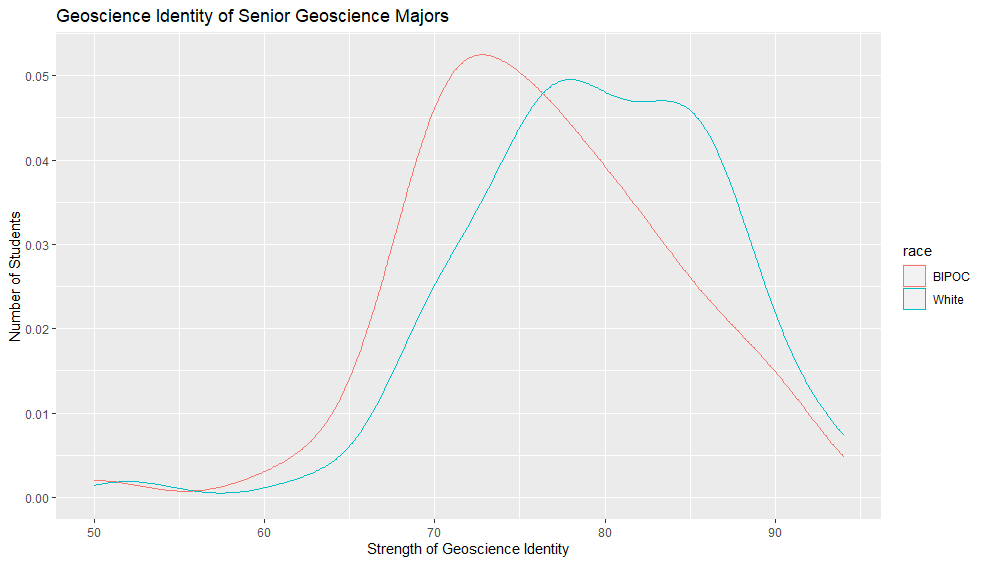 Geoscience Identity of Senior Geoscience Majors
Number of Students
0.05
0.04
0.03
0.02
0.01
0.00
50 60 70 80 90
Strength of Geoscience Identity
race
BIPOC
White